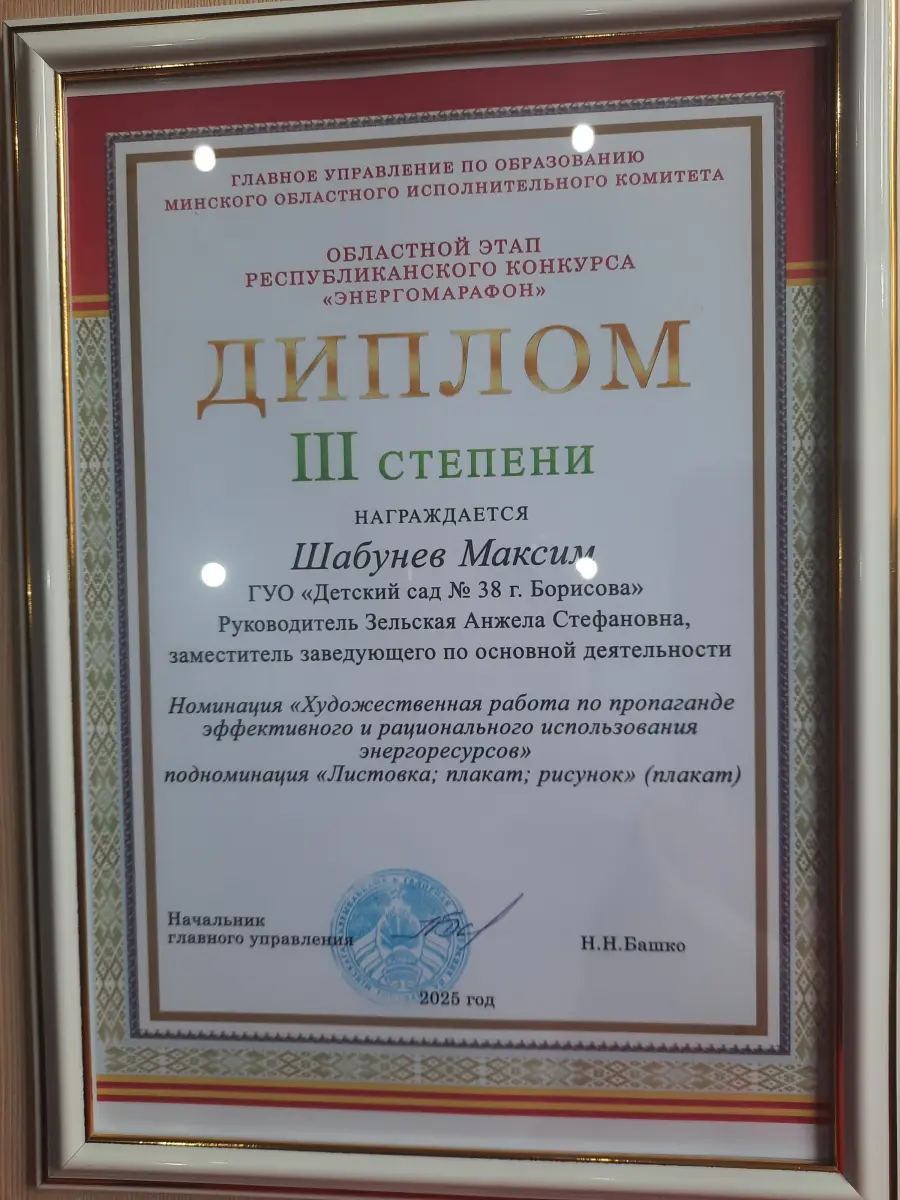 ГЛАВНОЕ УПРАВЛЕНИЕ ПО ОБРАЗОВАНИЮ
МИНСКОГО ОБЛАСТНОГО ИСПОЛНИТЕЛЬНОГО КОМИТЕТА
ОБЛАСТНОЙ ЭТАП
РЕСПУБЛИКАНСКОГО КОНКУРСА
«ЭНЕРГОМАРАФОН»
ДИПЛОМ
III СТЕПЕНИ
НАГРАЖДАЕТСЯ
Шабунев Максим
ГУО «Детский сад № 38 г. Борисова»
Руководитель Зельская Анжела Стефановна,
заместитель заведующего по основной деятельности
Номинация «Художественная работа по пропаганде
эффективного и рационального использования
энергоресурсов»
подноминация «Листовка; плакат; рисунок» (плакат)
Начальник
главного управления
Н.Н.Башко
2025 год